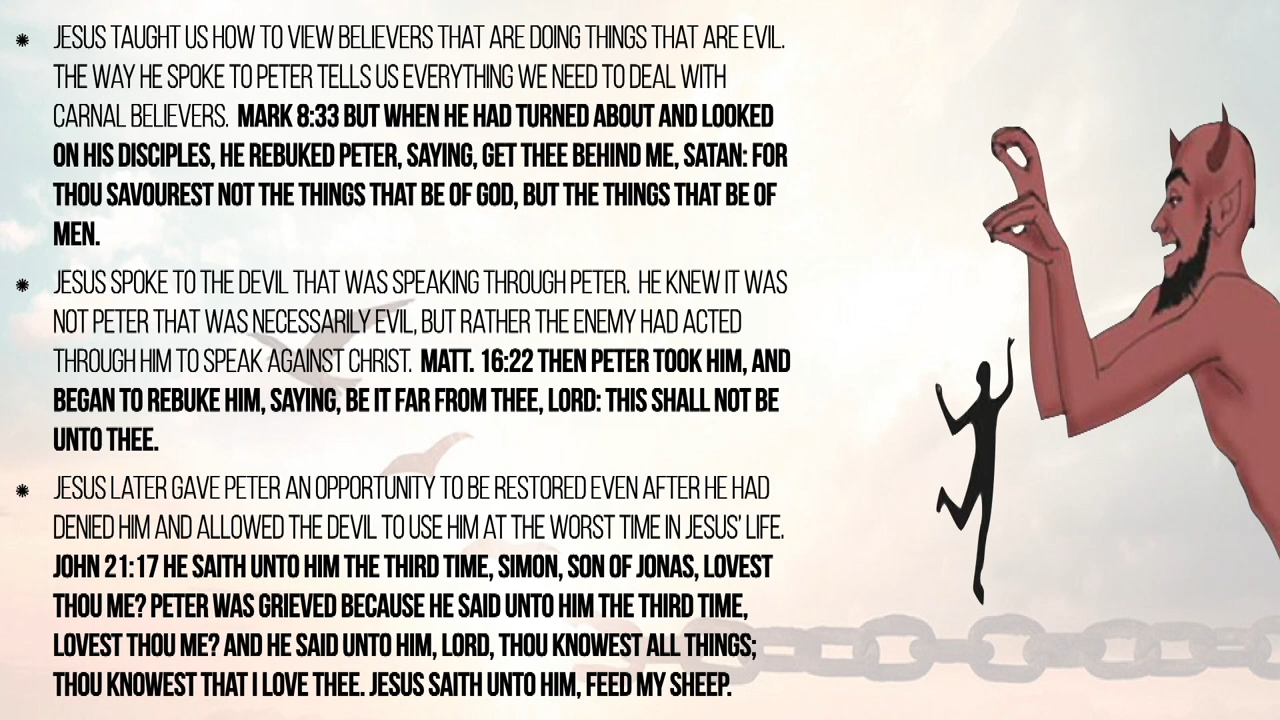 JESUS TAUGHT US HOW TO VIEW BELIEVERS THAT ARE DOING THINGS THAT ARE EVIL.
THE WAY HE SPOKE TO PETER TELLS US EVERYTHING WE NEED TO DEAL WITH
CARNAL BELIEVERS. MARK 8:33 BUT WHEN HE HAD TURNED ABOUT AND LOOKED
ON HIS DISCIPLES, HE REBUKED PETER, SAYING, GET THEE BEHIND ME, SATAN: FOR
THOU SAVOUREST NOT THE THINGS THAT BE OF GOD, BUT THE THINGS THAT BE OF
MEN.
JESUS SPOKE TO THE DEVIL THAT WAS SPEAKING THROUGH PETER. HE KNEW IT WAS
NOT PETER THAT WAS NECESSARILY EVIL, BUT RATHER THE ENEMY HAD ACTED
THROUGH HIM TO SPEAK AGAINST CHRIST. MATT. 16:22 THEN PETER TOOK HIM, AND
BEGAN TO REBUKE HIM, SAYING, BE IT FAR FROM THEE, LORD: THIS SHALL NOT BE
UNTO THEE.
JESUS LATER GAVE PETER AN OPPORTUNITY TO BE RESTORED EVEN AFTER HE HAD
DENIED HIM AND ALLOWED THE DEVIL TO USE HIM AT THE WORST TIME IN JESUS' LIFE.
JOHN 21:17 HE SAITH UNTO HIM THE THIRD TIME, SIMON, SON OF JONAS, LOVEST
THOU ME? PETER WAS GRIEVED BECAUSE HE SAID UNTO HIM THE THIRD TIME,
LOVEST THOU ME? AND HE SAID UNTO HIM, LORD, THOU KNOWEST ALL THINGS;
THOU KNOWEST THAT I LOVE THEE. JESUS SAITH UNTO HIM, FEED MY SHEEP.